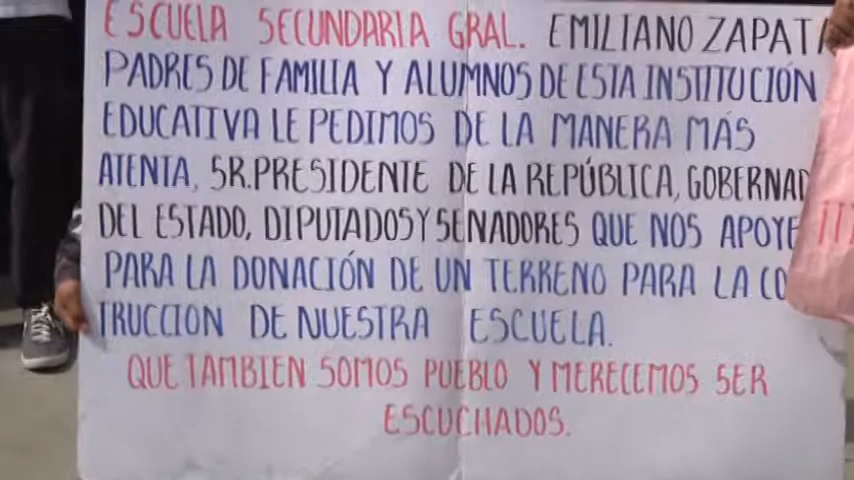 ESCUELA SECUNDARIA GRAL. EMILIANO ZAPATA
PADRES DE FAMILIA Y ALUMNOS DE ESTA INSTITUCIÓN
EDUCATIVA LE PEDIMOS DE LA MANERA MÁS
ATENTA, SR.PRESIDENTE DE LA REPÚBLICA, GOBERNAD
DEL ESTADO, DIPUTADOS Y SENADORES QUE NOS APOYE
PARA LA DONACIÓN DE UN TERRENO PARA LA CO
TRUCCION DE NUESTRA ESCUELA.
QUE TAMBIEN SOMOS PUEBLO Y MERECEMOS SER
ESCUCHADOS.